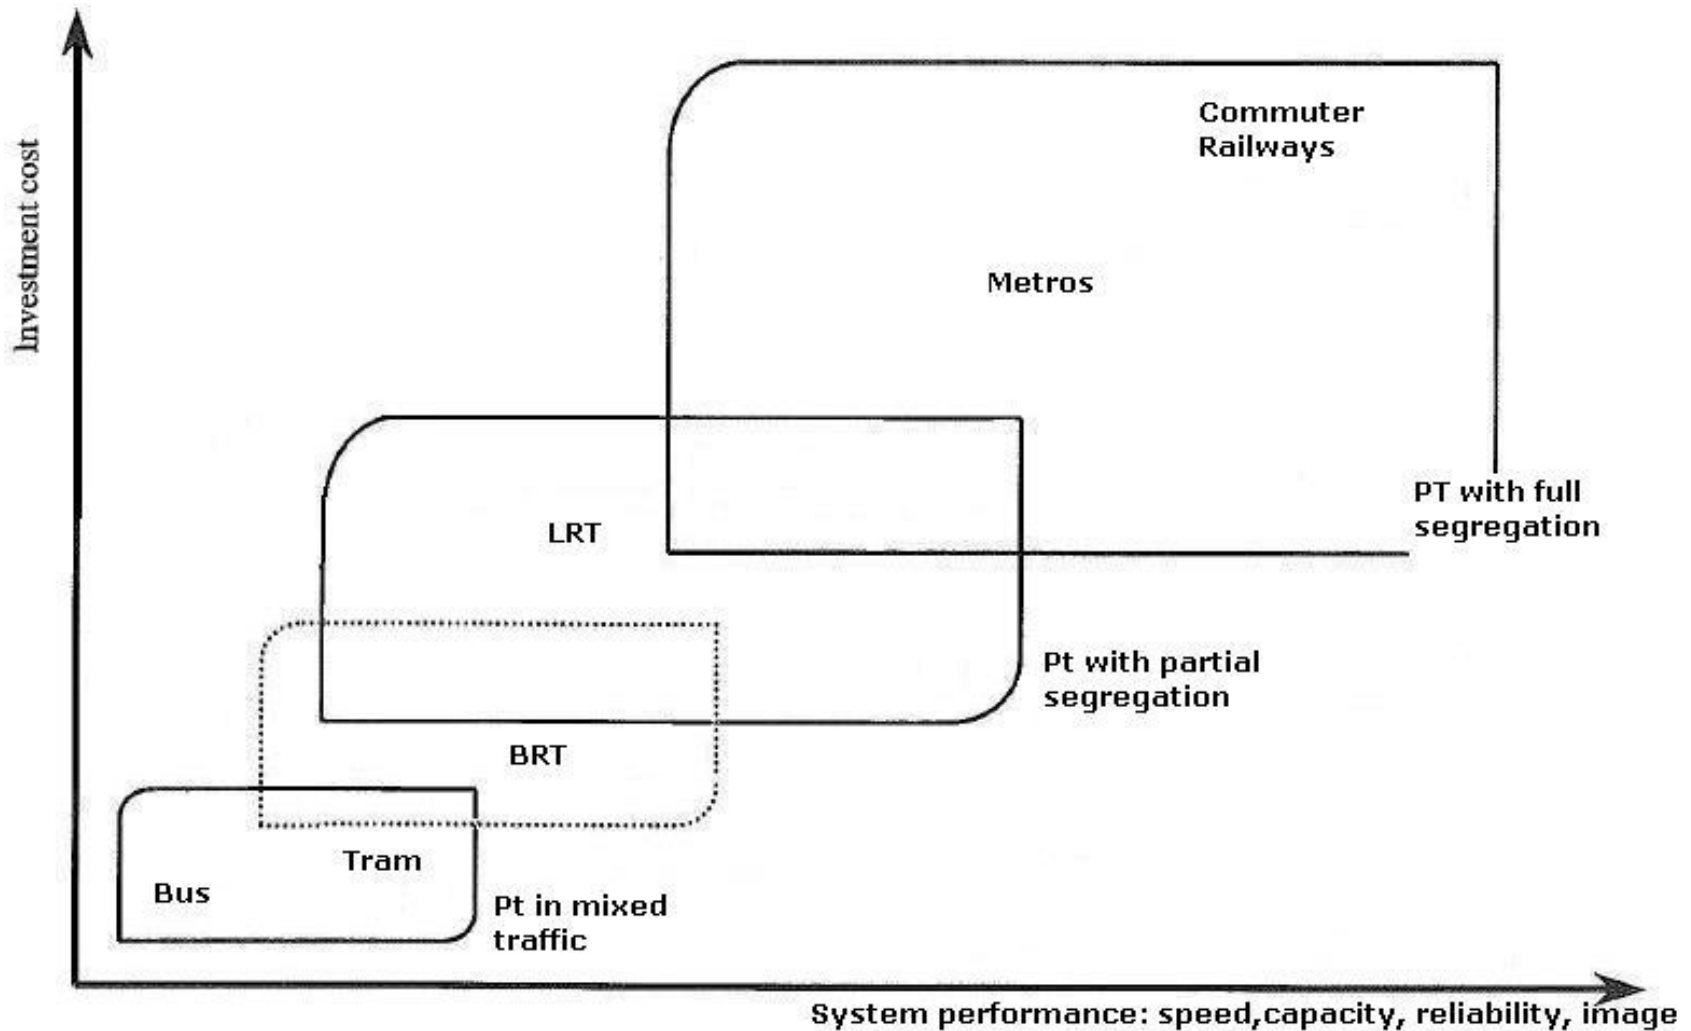 Investment cost
Commuter
Railways
Metros
PT with full
segregation
LRT
Pt with partial
segregation
BRT
Tram
Bus
Pt in mixed
traffic
System performance: speed,capacity, reliability, image